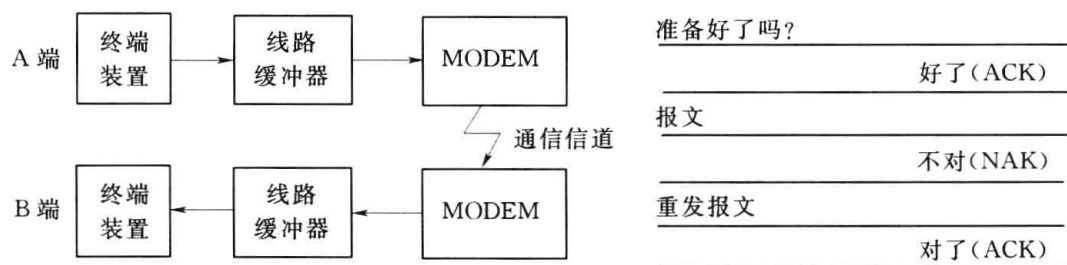 A 端
终端
装置
线路
缓冲器
MODEM
通信信道
B 端
终端
装置
线路
缓冲器
MODEM
准备好了吗?
好了(ACK)
报文
不对(NAK)
重发报文
对了(ACK)